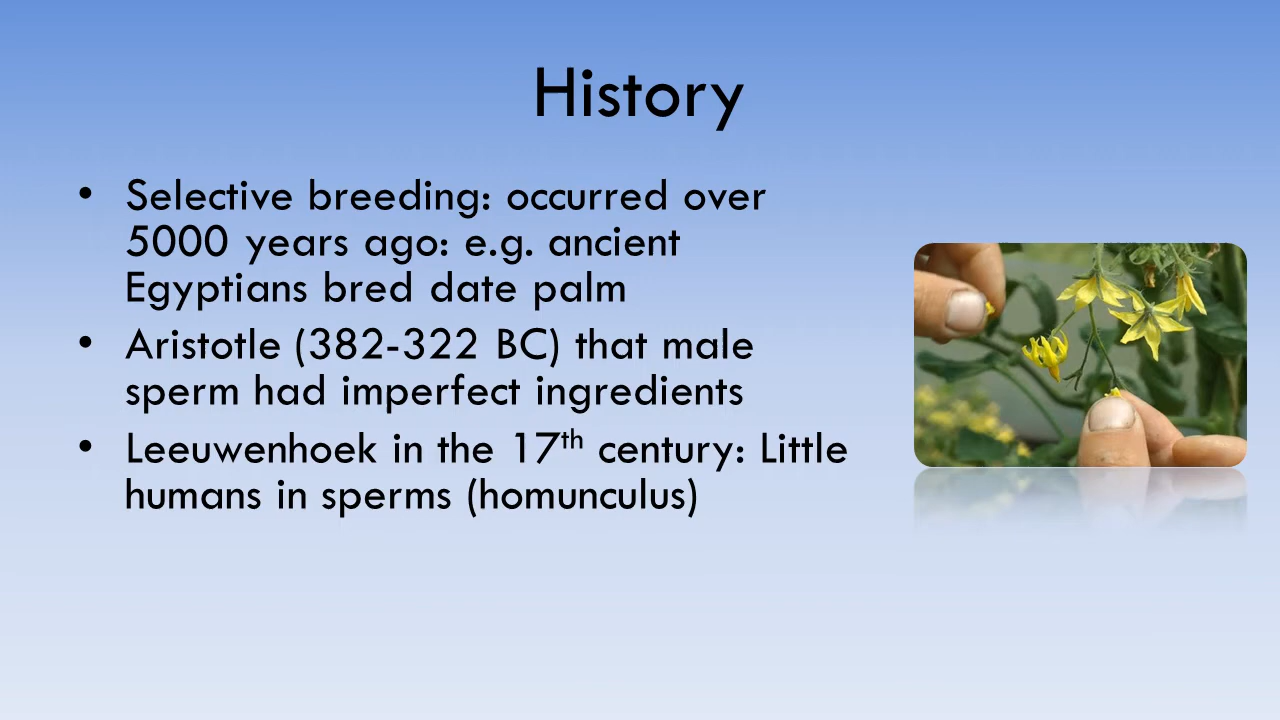 History
• Selective breeding: occurred over
5000 years ago: e.g. ancient
Egyptians bred date palm
• Aristotle (382-322 BC) that male
sperm had imperfect ingredients
• Leeuwenhoek in the 17th century: Little
humans in sperms (homunculus)